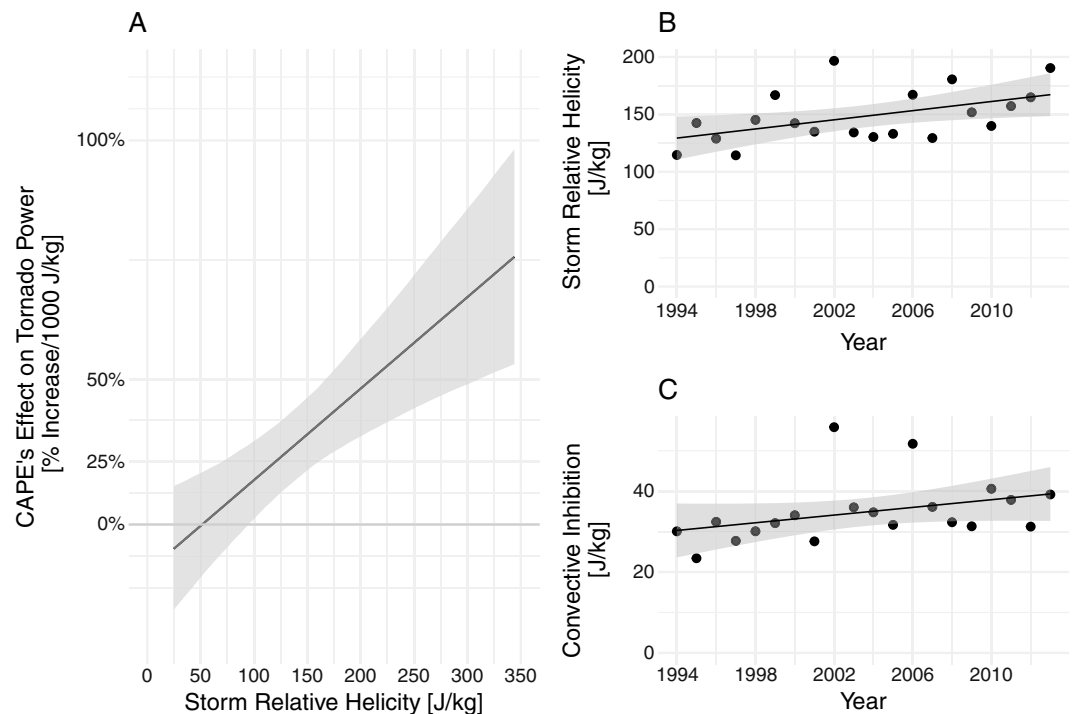 A
CAPE's Effect on Tornado Power
[% Increase/1000 J/kg]
100%
50%
25%
0%
0 50 100 150 200 250 300 350
Storm Relative Helicity [J/kg]
B
Storm Relative Helicity
[J/kg]
200
150
100
50
0
1994 1998 2002 2006 2010
Year
C
Convective Inhibition
[J/kg]
40
20
0
1994 1998 2002 2006 2010
Year